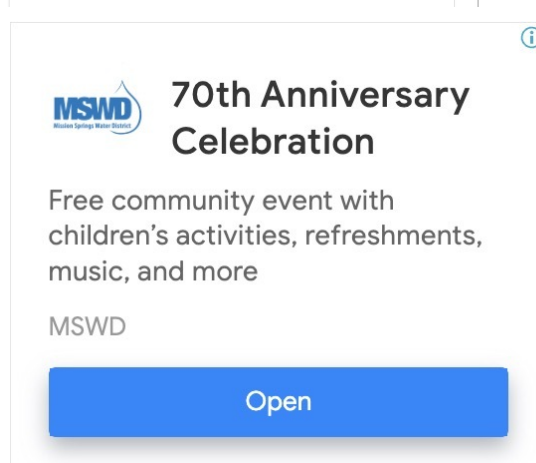 MSWD
Mission Springs Water District
70th Anniversary
Celebration
Free community event with
children's activities, refreshments,
music, and more
MSWD
Open